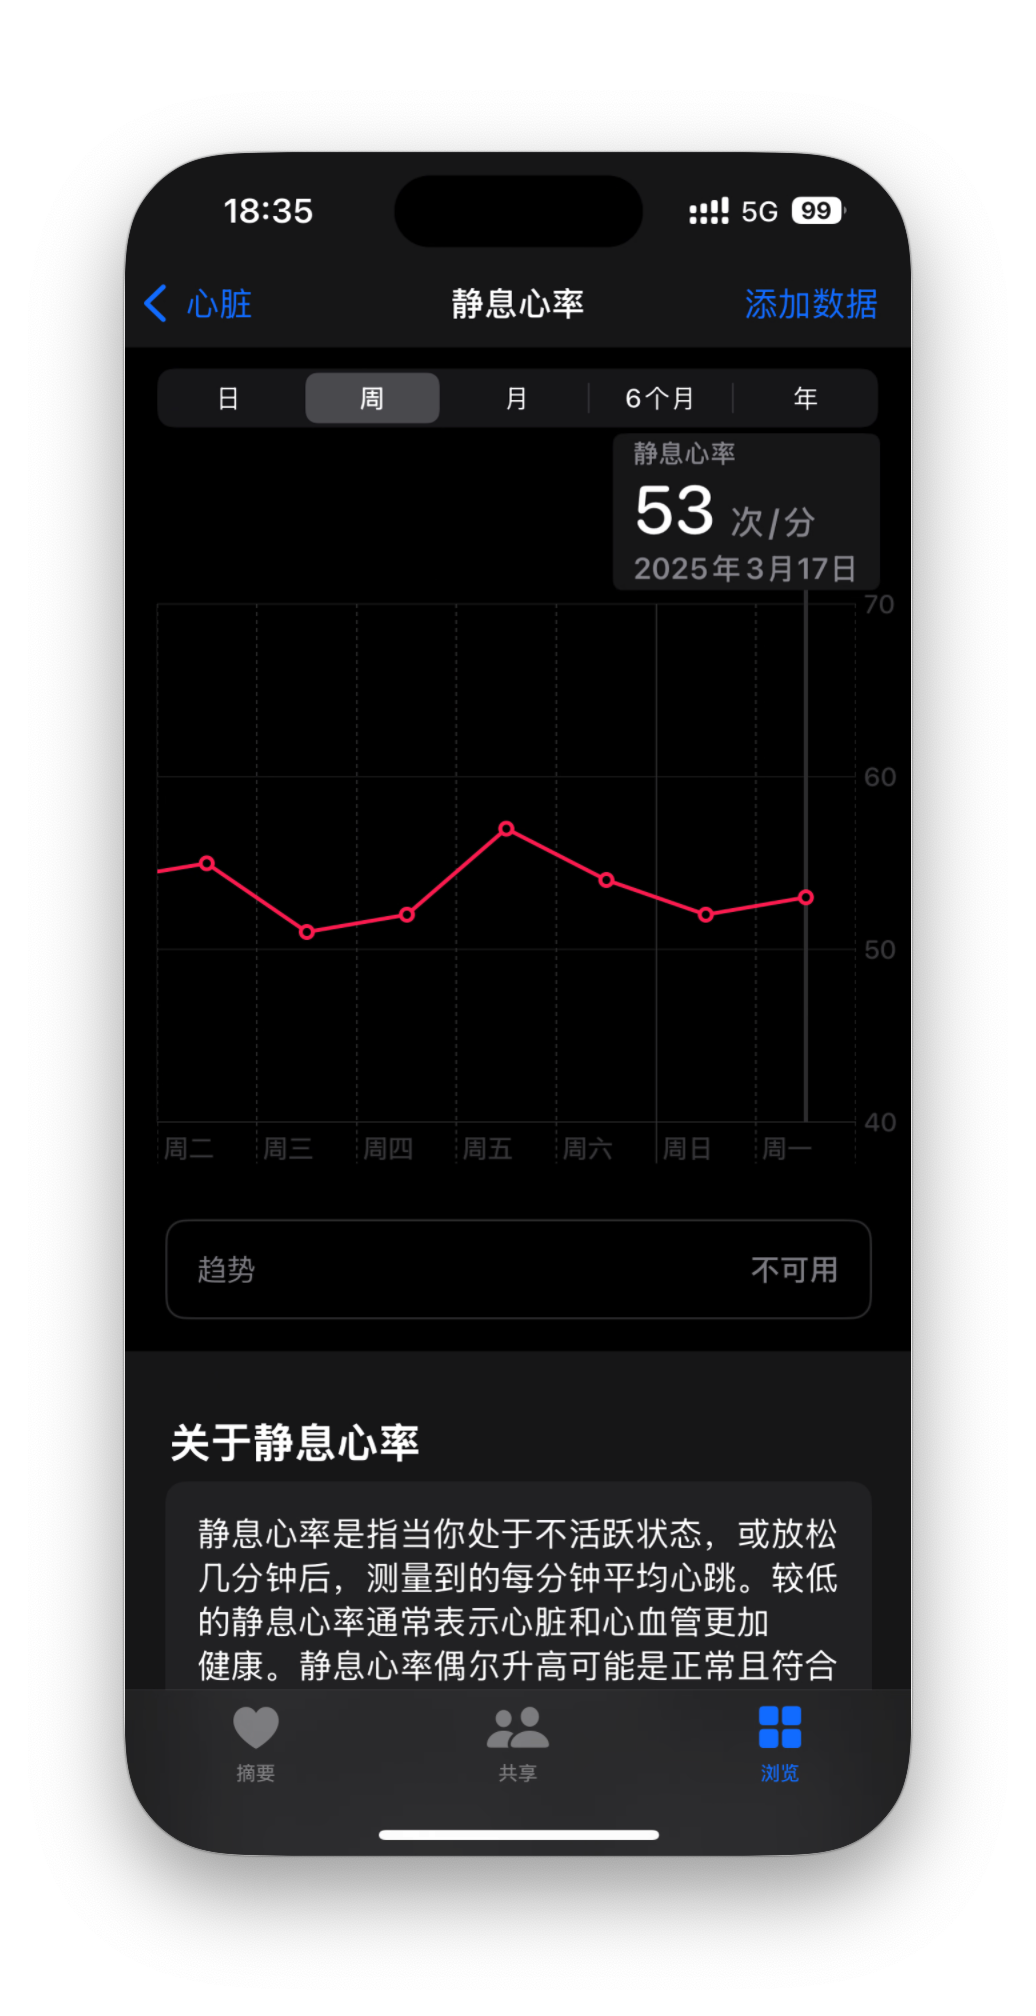 18:35 5G 99
心脏 静息心率 添加数据
日 周 月 6个月 年
静息心率
53 次/分
2025年3月17日
70
60
50
40
周二 周三 周四 周五 周六 周日 周一
趋势 不可用
关于静息心率
静息心率是指当你处于不活跃状态，或放松
几分钟后，测量到的每分钟平均心跳。较低
的静息心率通常表示心脏和心血管更加
健康。静息心率偶尔升高可能是正常且符合
摘要 共享 浏览